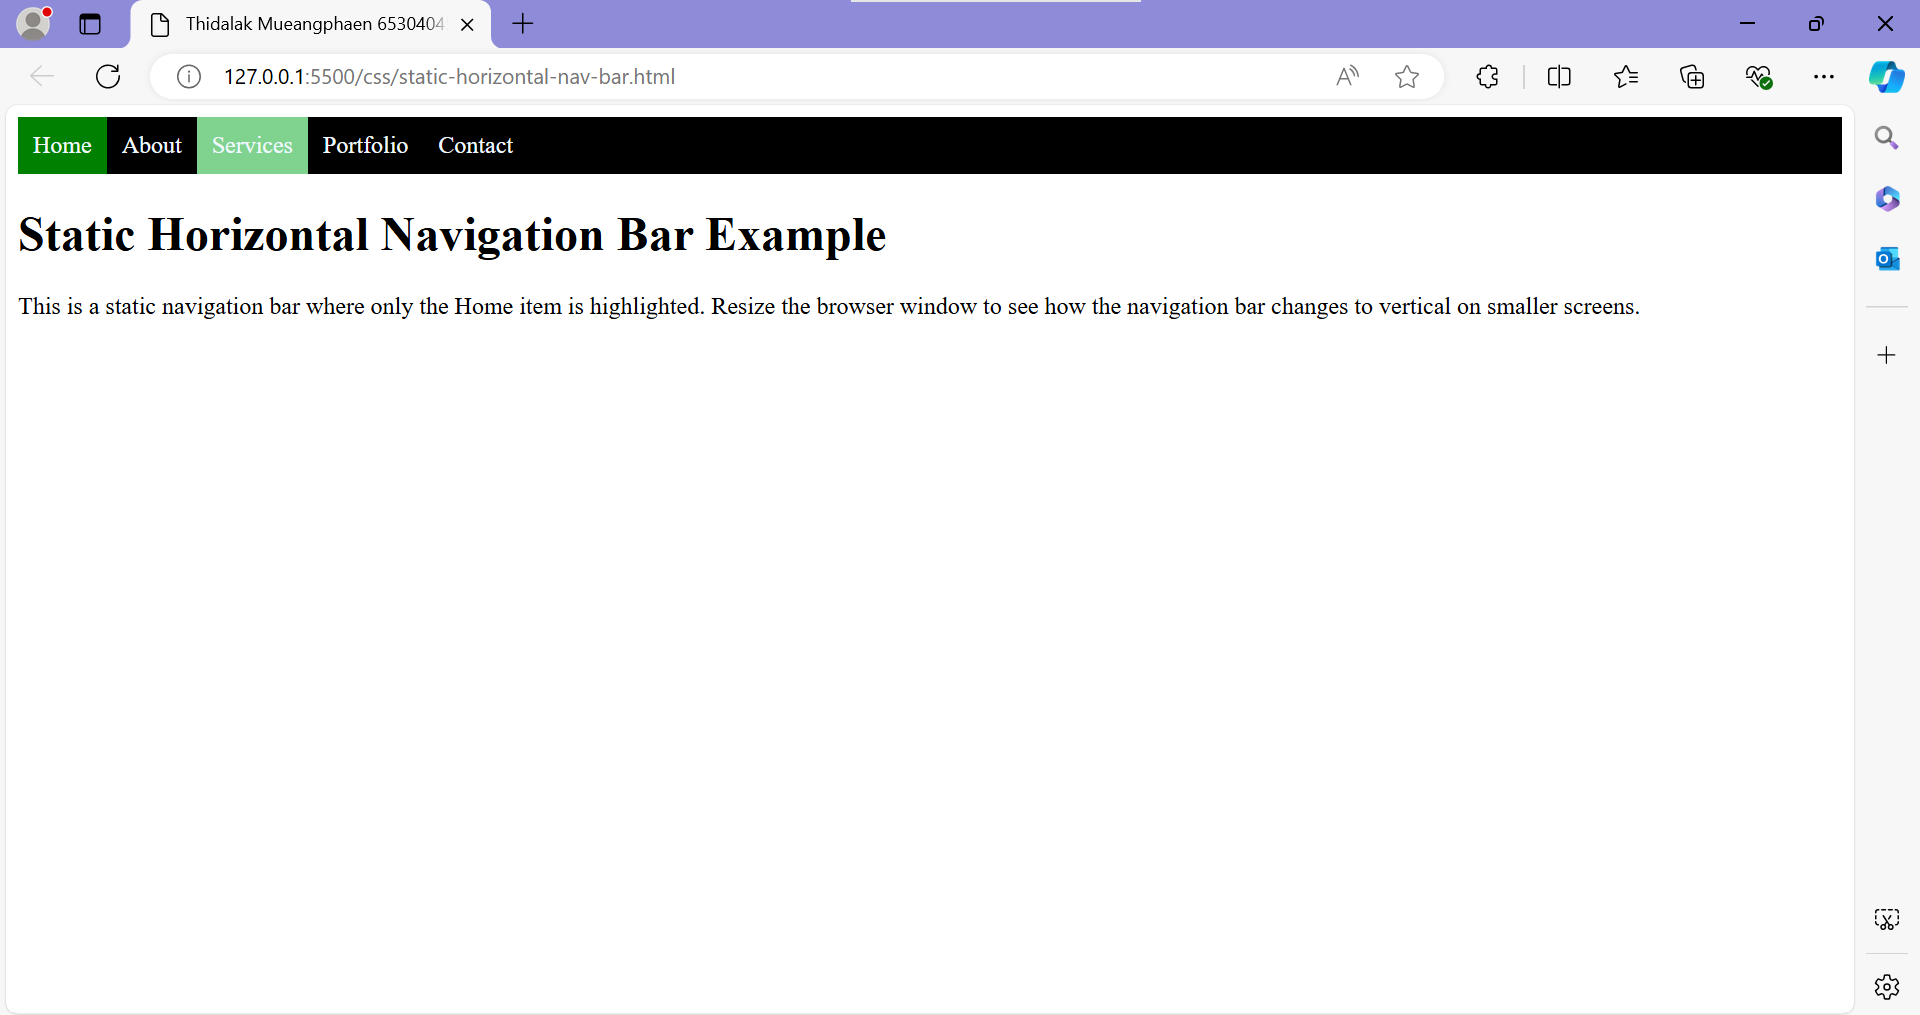 Thidalak Mueangphaen 6530404
127.0.0.1:5500/css/static-horizontal-nav-bar.html
Home About Services Portfolio Contact
Static Horizontal Navigation Bar Example
This is a static navigation bar where only the Home item is highlighted. Resize the browser window to see how the navigation bar changes to vertical on smaller screens.